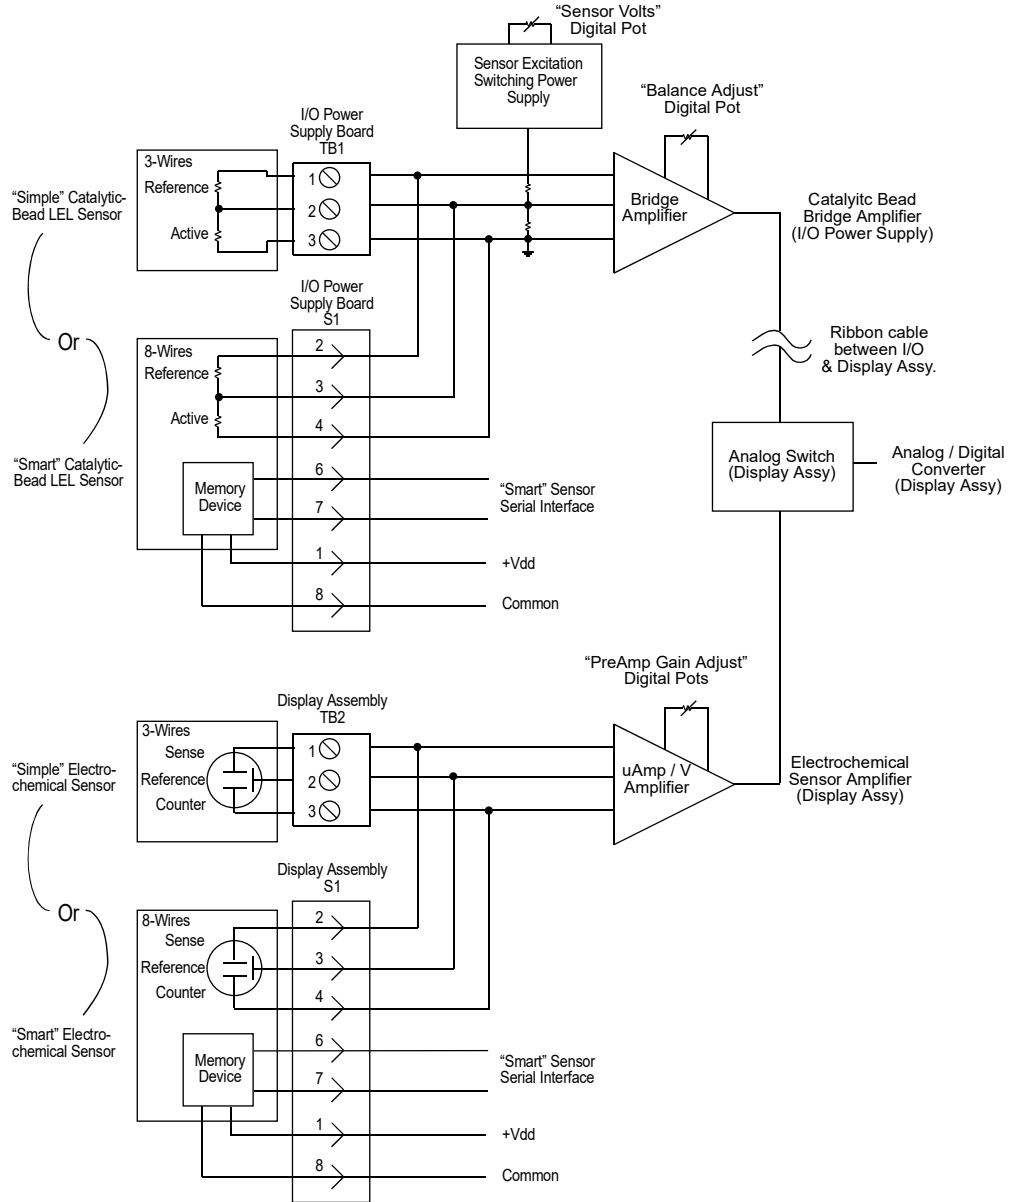 “Sensor Volts”
Digital Pot
Sensor Excitation
Switching Power
Supply
“Balance Adjust”
Digital Pot
I/O Power
Supply Board
TB1
3-Wires
Reference
Active
1
2
3
“Simple” Catalytic-
Bead LEL Sensor
Bridge
Amplifier
Catalyitc Bead
Bridge Amplifier
(I/O Power Supply)
Or
I/O Power
Supply Board
S1
8-Wires
Reference
Active
2
3
4
6
7
1
8
Memory
Device
“Smart” Catalytic-
Bead LEL Sensor
“Smart” Sensor
Serial Interface
+Vdd
Common
Ribbon cable
between I/O
& Display Assy.
Analog Switch
(Display Assy)
Analog / Digital
Converter
(Display Assy)
“PreAmp Gain Adjust”
Digital Pots
Display Assembly
TB2
3-Wires
Sense
Reference
Counter
1
2
3
“Simple” Electro-
chemical Sensor
uAmp / V
Amplifier
Electrochemical
Sensor Amplifier
(Display Assy)
Or
Display Assembly
S1
8-Wires
Sense
Reference
Counter
2
3
4
6
7
1
8
Memory
Device
“Smart” Electro-
chemical Sensor
“Smart” Sensor
Serial Interface
+Vdd
Common